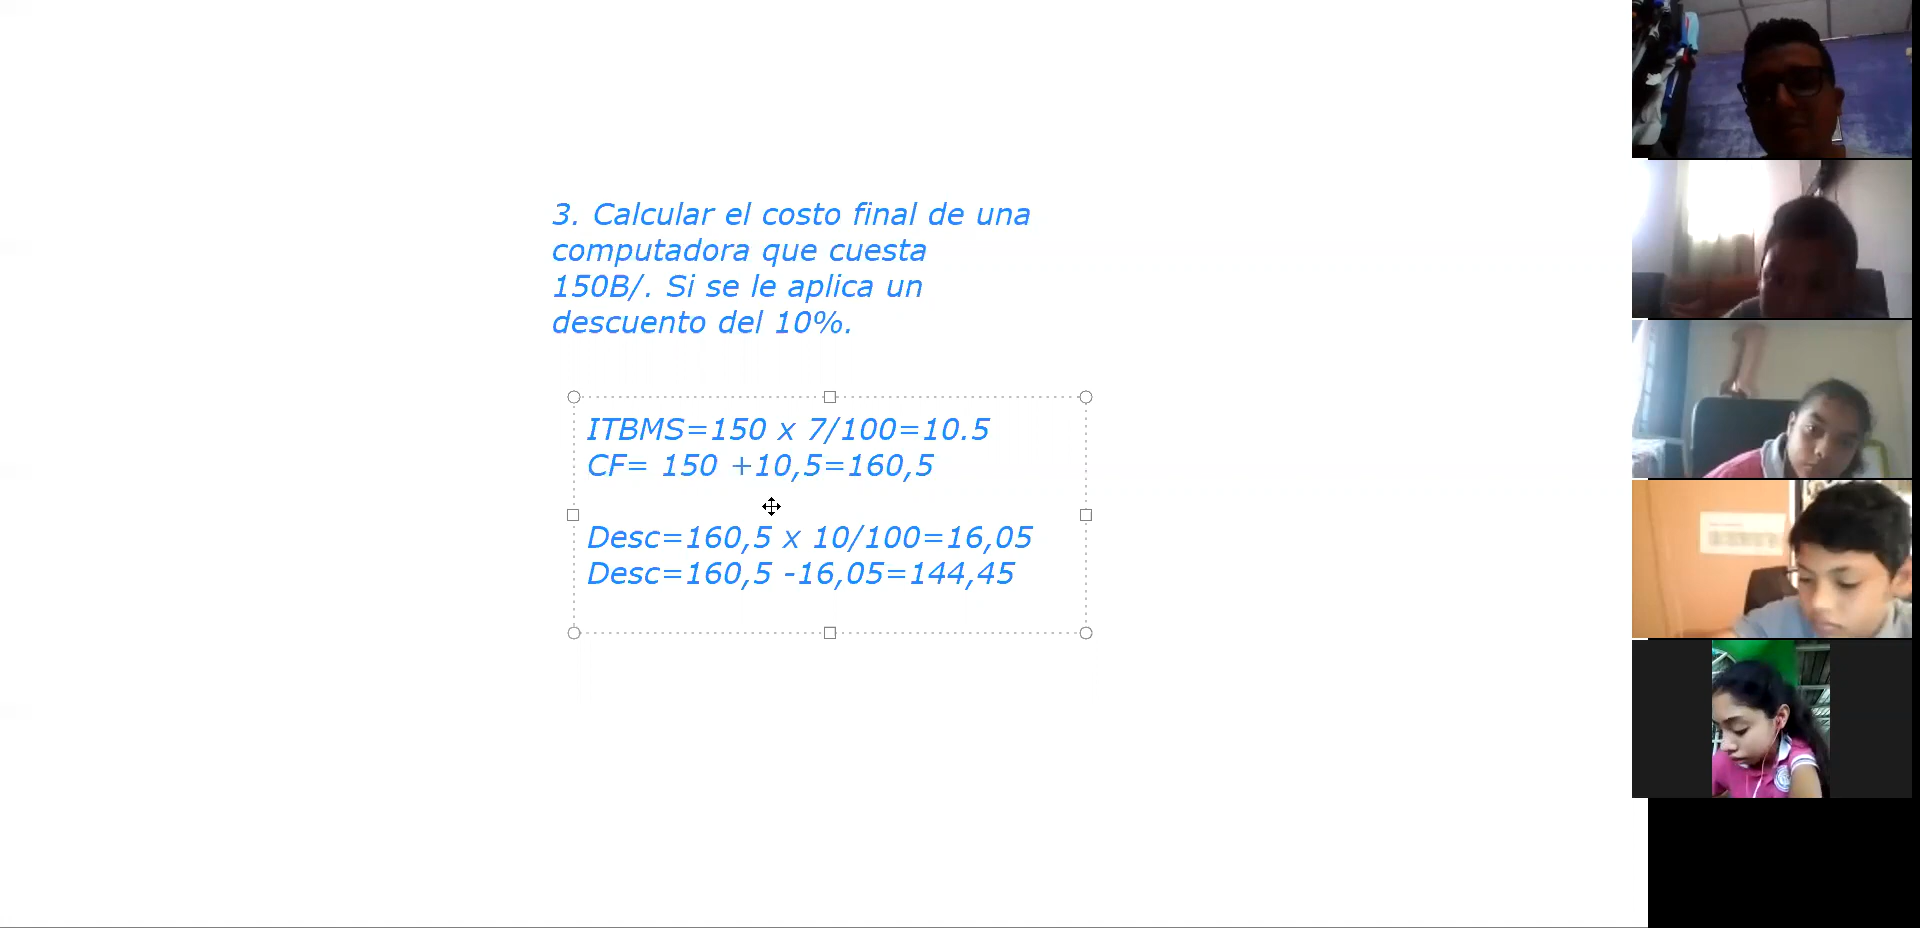 3. Calcular el costo final de una
computadora que cuesta
150B/. Si se le aplica un
descuento del 10%.
ITBMS=150 x 7/100=10.5
CF= 150 +10,5=160,5
Desc=160,5 x 10/100=16,05
Desc=160,5 -16,05=144,45